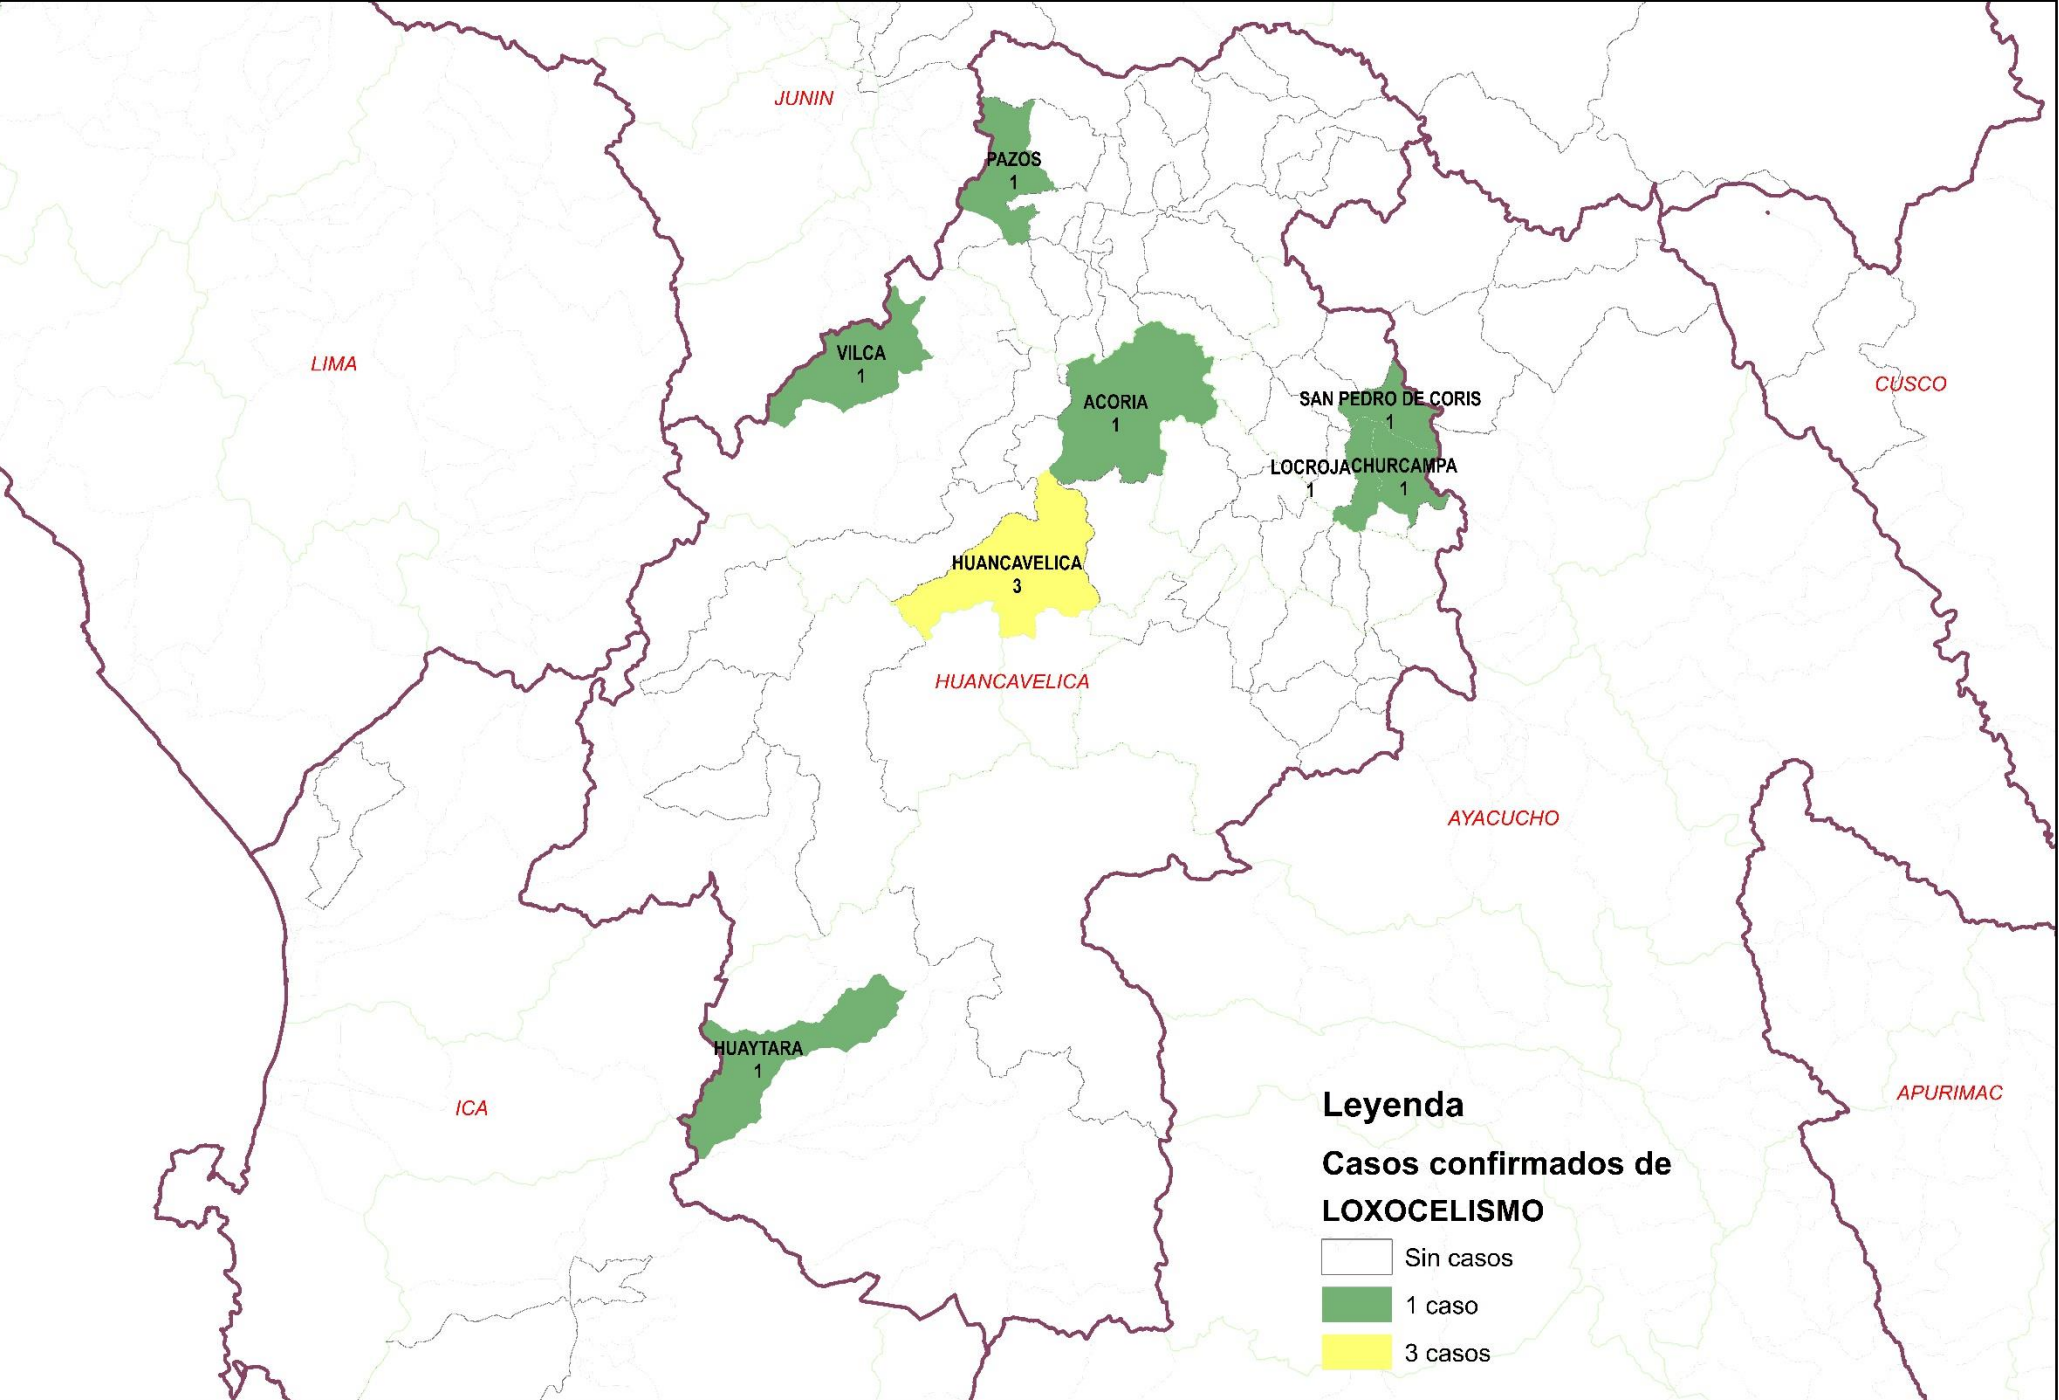 JUNIN
PAZOS
1
VILCA
1
LIMA
CUSCO
ACORIA
1
SAN PEDRO DE CORIS
1
LOCROJA
1
CHURCAMPA
1
HUANCAVELICA
3
HUANCAVELICA
AYACUCHO
HUAYTARA
1
ICA
APURIMAC
Leyenda
Casos confirmados de
LOXOCELISMO
Sin casos
1 caso
3 casos